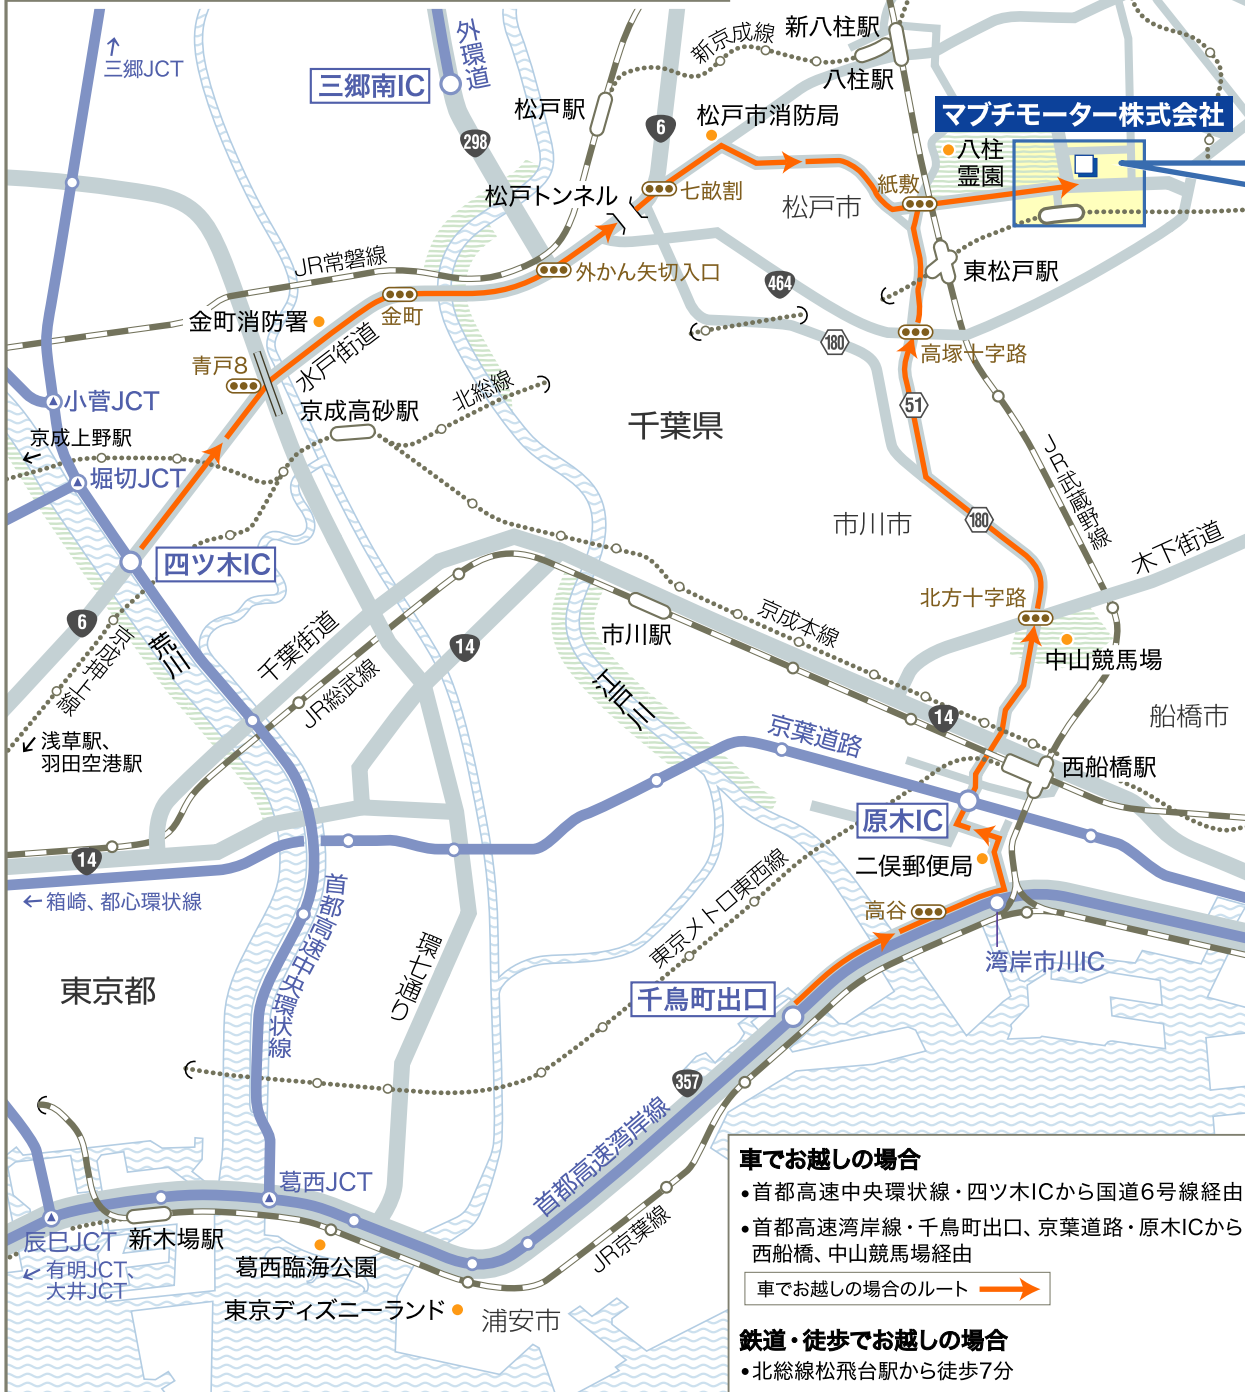 三郷JCT
外環道
三郷南IC
298
松戸駅
6
新京成線
新八柱駅
八柱駅
松戸市消防局
マブチモーター株式会社
八柱
霊園
松戸トンネル
七畝割
松戸市
紙敷
JR常磐線
外かん矢切入口
東松戸駅
464
金町消防署
金町
水戸街道
180
高塚十字路
青戸8
小菅JCT
京成高砂駅
北総線
51
千葉県
京成上野駅
堀切JCT
JR武蔵野線
市川市
180
木下街道
四ツ木IC
北方十字路
6
京成押上線
荒川
千葉街道
14
市川駅
京成本線
中山競馬場
JR総武線
江戸川
14
船橋市
浅草駅、
羽田空港駅
京葉道路
西船橋駅
原木IC
14
二俣郵便局
箱崎、都心環状線
首都高速中央環状線
東京メトロ東西線
高谷
環七通り
湾岸市川IC
東京都
千鳥町出口
357
首都高速湾岸線
葛西JCT
辰巳JCT
新木場駅
JR京葉線
有明JCT、
大井JCT
葛西臨海公園
東京ディズニーランド
浦安市
車でお越しの場合
•首都高速中央環状線・四ツ木ICから国道6号線経由
•首都高速湾岸線・千鳥町出口、京葉道路・原木ICから
西船橋、中山競馬場経由
車でお越しの場合のルート
鉄道・徒歩でお越しの場合
•北総線松飛台駅から徒歩7分